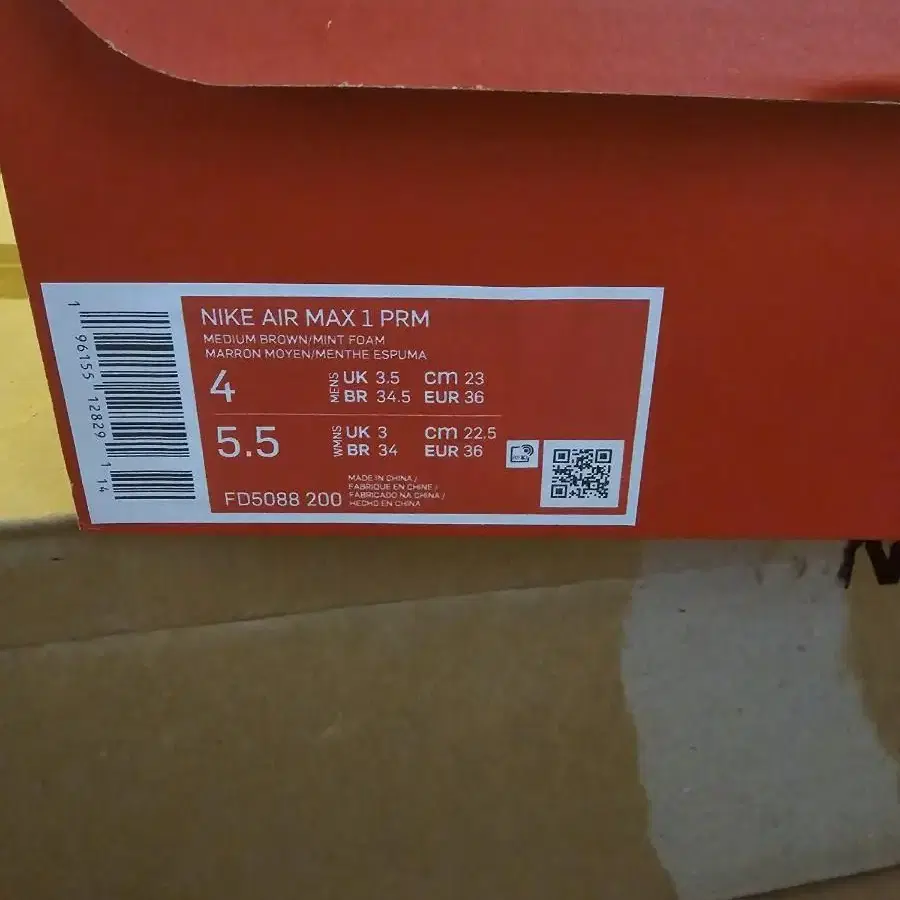 1 96155 12829 1 14
NIKE AIR MAX 1 PRM
MEDIUM BROWN/MINT FOAM
MARRON MOYEN/MENTHE ESPUMA
4 MENS UK 3.5 cm 23
BR 34.5 EUR 36
5.5 WMNS UK 3 cm 22.5
BR 34 EUR 36
FD5088 200
MADE IN CHINA /
FABRIQUE EN CHINE /
FABRICADO NA CHINA /
HECHO EN CHINA